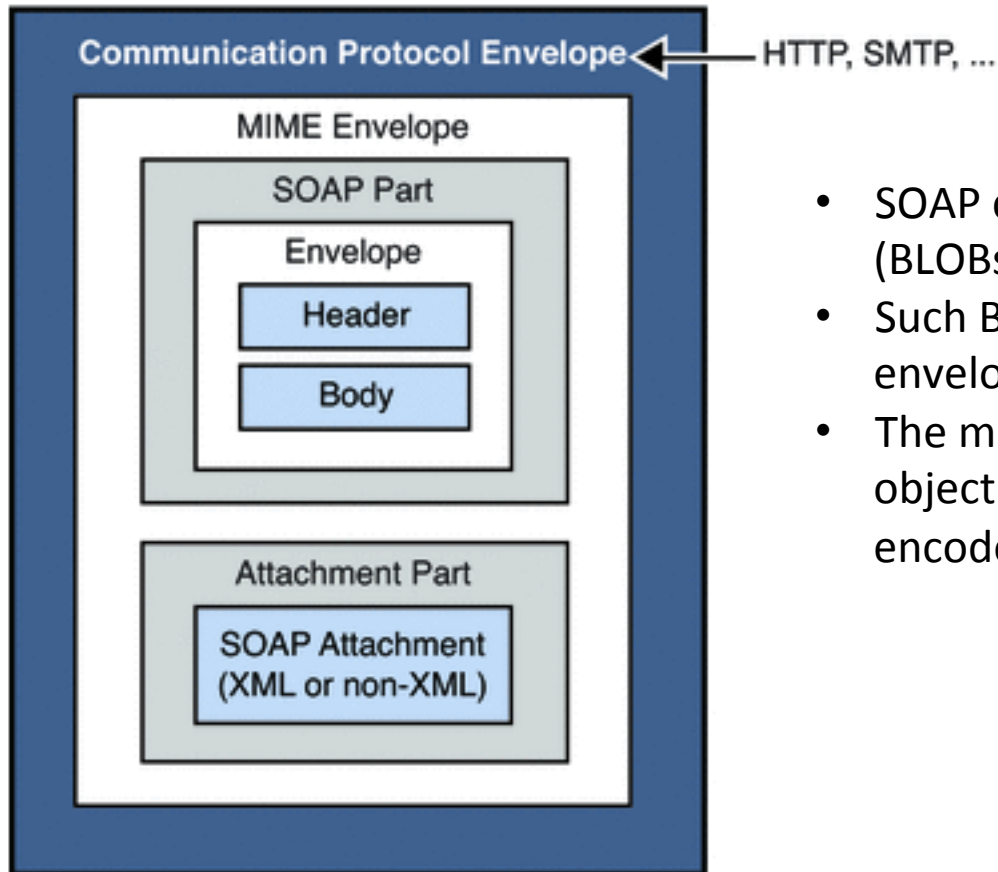 Communication Protocol Envelope
HTTP, SMTP, ...
MIME Envelope
SOAP Part
Envelope
Header
Body
Attachment Part
SOAP Attachment
(XML or non-XML)
• SOAP
(BLOBs
• Such
envelo
• The
object
encode